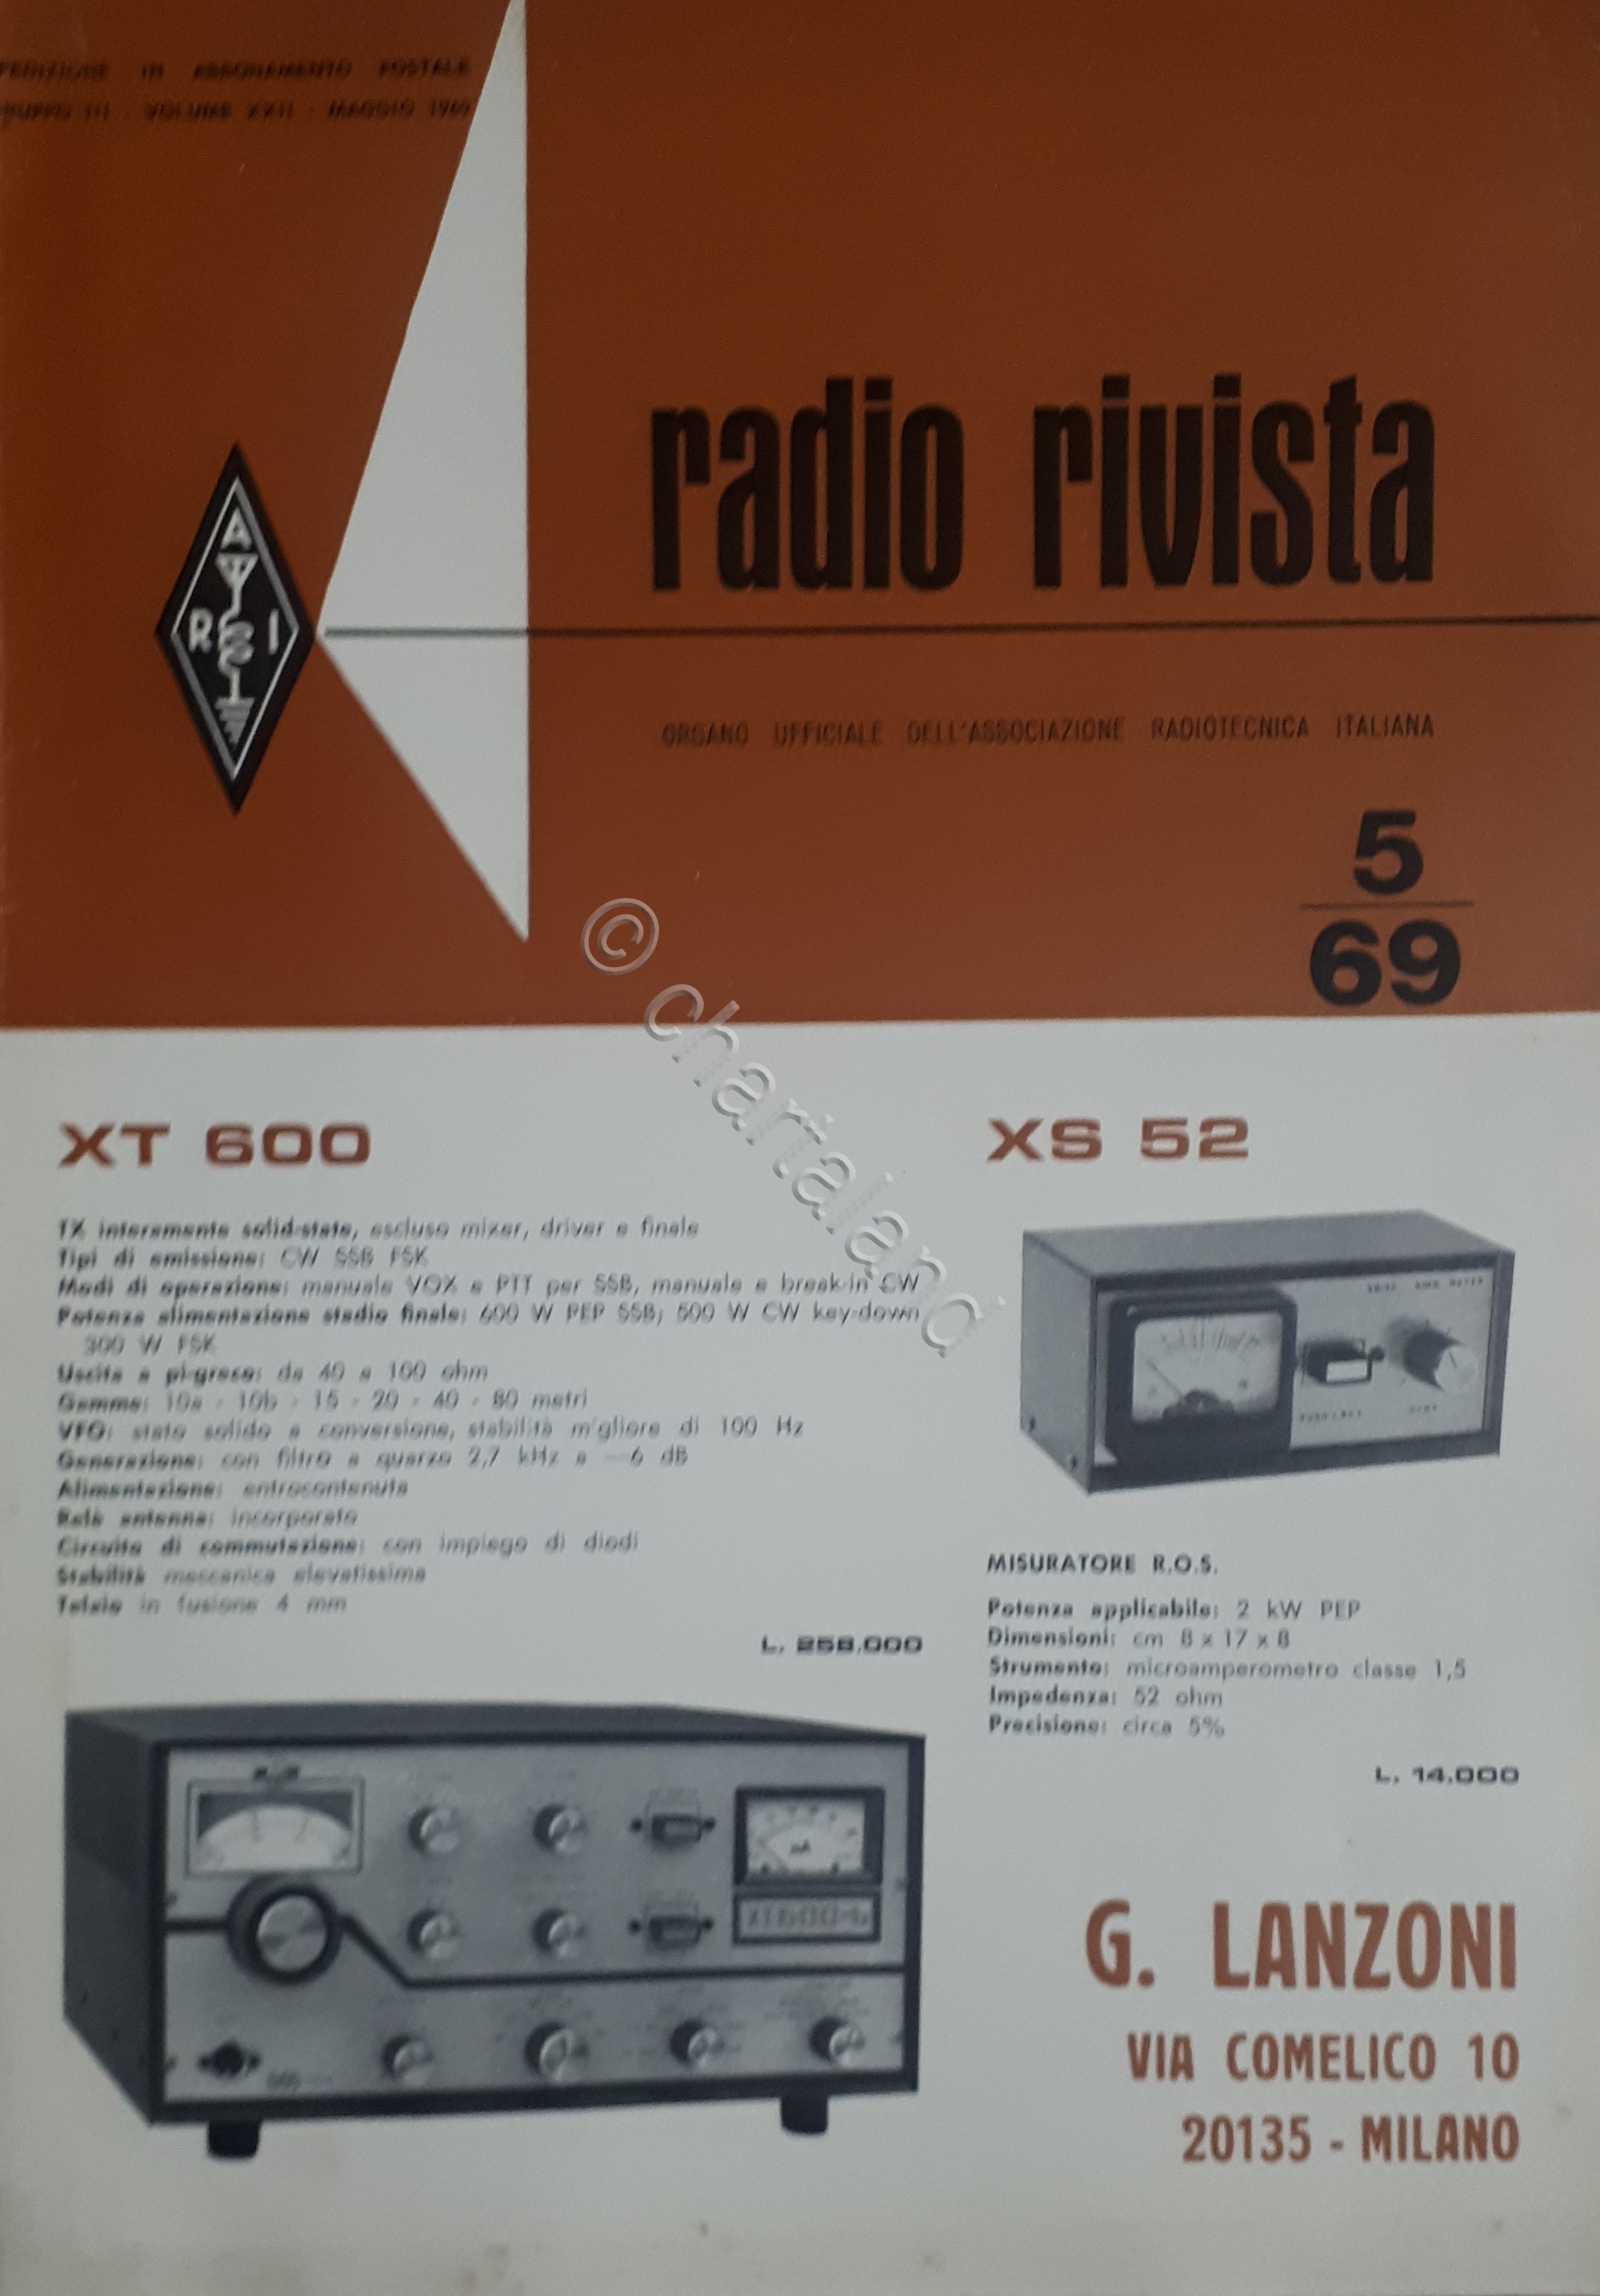 SPEDIZIONE IN ABBONAMENTO POSTALE
GRUPPO III - VOLUME XXII - MAGGIO 1969
radio rivista
A
R I
ORGANO UFFICIALE DELL'ASSOCIAZIONE RADIOTECNICA ITALIANA
5
69
© chartaland
XT 600
TX interamente solid-state, escluso mixer, driver e finale
Tipi di emissione: CW SSB FSK
Modi di operazione: manuale VOX e PTT per SSB, manuale e break-in CW
Potenza alimentazione stadio finale: 600 W PEP SSB; 500 W CW key-down
300 W FSK
Uscita a pi-greco: da 40 a 100 ohm
Gamme: 10a - 10b - 15 - 20 - 40 - 80 metri
VFO: stato solido a conversione, stabilità m'gliore di 100 Hz
Generazione: con filtro a quarzo 2,7 kHz a —6 dB
Alimentazione: entrocontenuta
Relè antenna: incorporato
Circuito di commutazione: con impiego di diodi
Stabilità meccanica elevatissima
Telaio in fusione 4 mm
L. 258.000
XT600-b
XS 52
MISURATORE R.O.S.
Potenza applicabile: 2 kW PEP
Dimensioni: cm 8 x 17 x 8
Strumento: microamperometro classe 1,5
Impedenza: 52 ohm
Precisione: circa 5%
L. 14.000
G. LANZONI
VIA COMELICO 10
20135 - MILANO